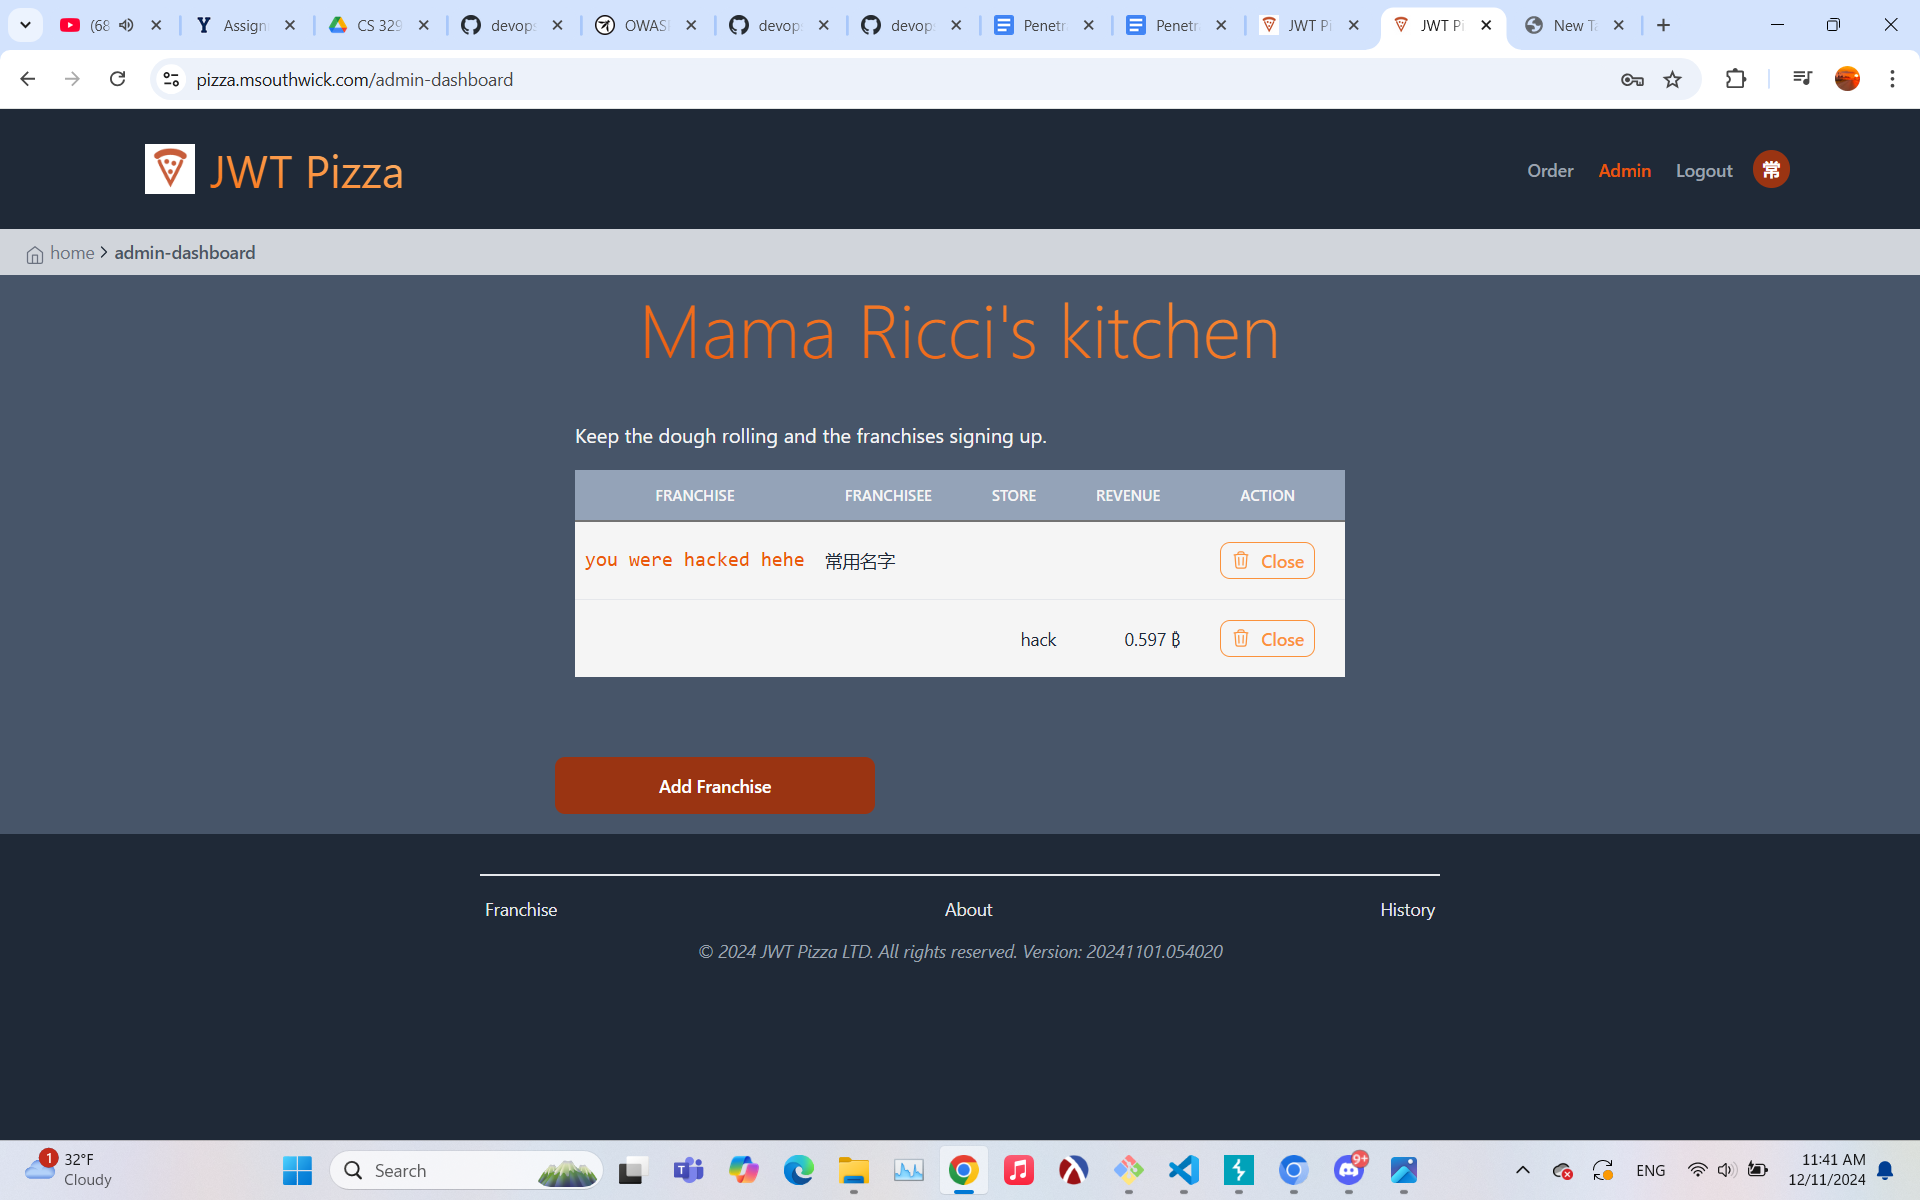 (68
Assign
CS 329
devop
OWAS
devop
devop
Penetr
Penetr
JWT Pi
JWT Pi
New Ta
pizza.msouthwick.com/admin-dashboard
JWT Pizza
Order Admin Logout 常
home > admin-dashboard
Mama Ricci's kitchen
Keep the dough rolling and the franchises signing up.
FRANCHISE FRANCHISEE STORE REVENUE ACTION
you were hacked hehe 常用名字 Close
hack 0.597 ₿ Close
Add Franchise
Franchise About History
© 2024 JWT Pizza LTD. All rights reserved. Version: 20241101.054020
1
32°F
Cloudy
Search
9+
ENG
11:41 AM
12/11/2024